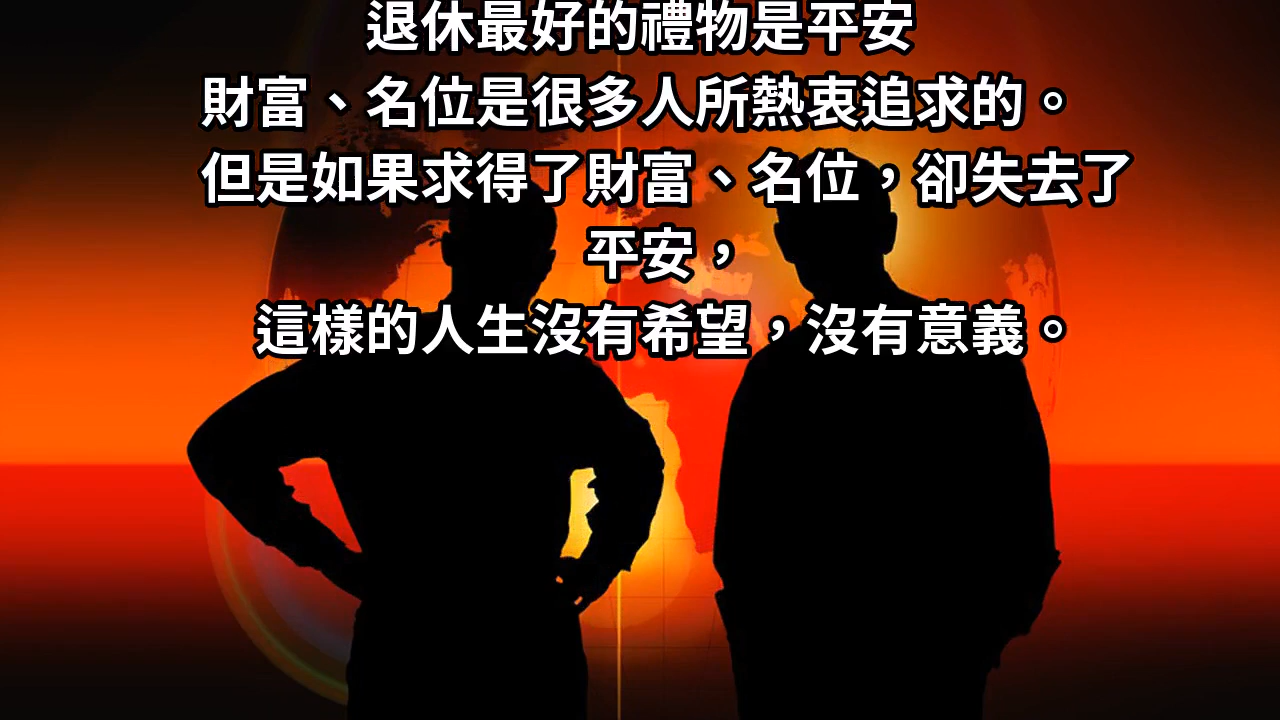 退休最好的禮物是平安
財富、名位是很多人所熱衷追求的。
但是如果求得了財富、名位，卻失去了
平安，
這樣的人生沒有希望，沒有意義。